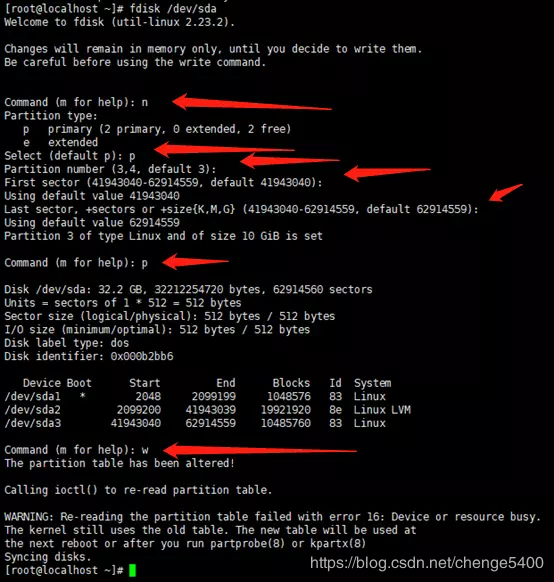 [root@localhost ~]# fdisk /dev/sda
Welcome to fdisk (util-linux 2.23.2).
Changes will remain in memory only, until you decide to write them.
Be careful before using the write command.
Command (m for help): n
Partition type:
   p   primary (2 primary, 0 extended, 2 free)
   e   extended
Select (default p): p
Partition number (3,4, default 3):
First sector (41943040-62914559, default 41943040):
Using default value 41943040
Last sector, +sectors or +size{K,M,G} (41943040-62914559, default 62914559):
Using default value 62914559
Partition 3 of type Linux and of size 10 GiB is set
Command (m for help): p
Disk /dev/sda: 32.2 GB, 32212254720 bytes, 62914560 sectors
Units = sectors of 1 * 512 = 512 bytes
Sector size (logical/physical): 512 bytes / 512 bytes
I/O size (minimum/optimal): 512 bytes / 512 bytes
Disk label type: dos
Disk identifier: 0x000b2bb6
   Device Boot      Start         End      Blocks   Id  System
/dev/sda1   *        2048     2099199     1048576   83  Linux
/dev/sda2         2099200    41943039    19921920   8e  Linux LVM
/dev/sda3        41943040    62914559    10485760   83  Linux
Command (m for help): w
The partition table has been altered!
Calling ioctl() to re-read partition table.
WARNING: Re-reading the partition table failed with error 16: Device or resource busy.
The kernel still uses the old table. The new table will be used at
the next reboot or after you run partprobe(8) or kpartx(8)
Syncing disks.
[root@localhost ~]#
https://blog.csdn.net/chenge5400